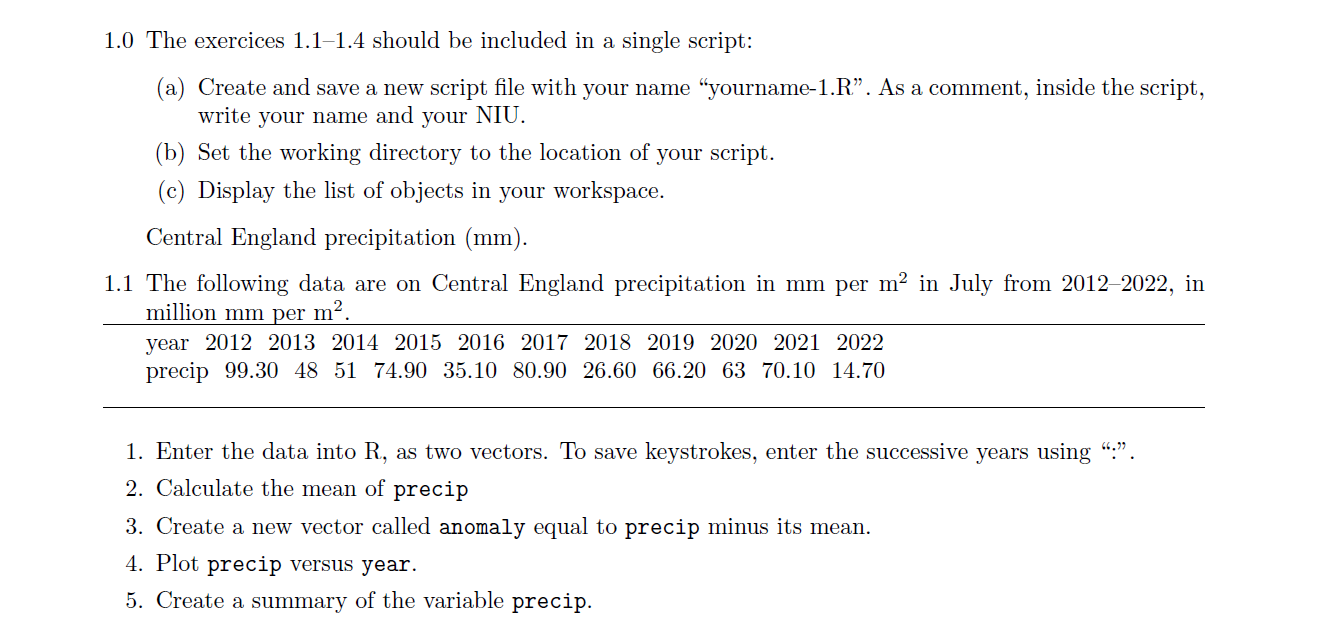 1.0 The exercices 1.1–1.4 should be included in a single script:
(a) Create and save a new script file with your name “yourname-1.R”. As a comment, inside the script,
write your name and your NIU.
(b) Set the working directory to the location of your script.
(c) Display the list of objects in your workspace.
Central England precipitation (mm).
1.1 The following data are on Central England precipitation in mm per m² in July from 2012–2022, in
million mm per m².
year 2012 2013 2014 2015 2016 2017 2018 2019 2020 2021 2022
precip 99.30 48 51 74.90 35.10 80.90 26.60 66.20 63 70.10 14.70
1. Enter the data into R, as two vectors. To save keystrokes, enter the successive years using “:”.
2. Calculate the mean of precip
3. Create a new vector called anomaly equal to precip minus its mean.
4. Plot precip versus year.
5. Create a summary of the variable precip.